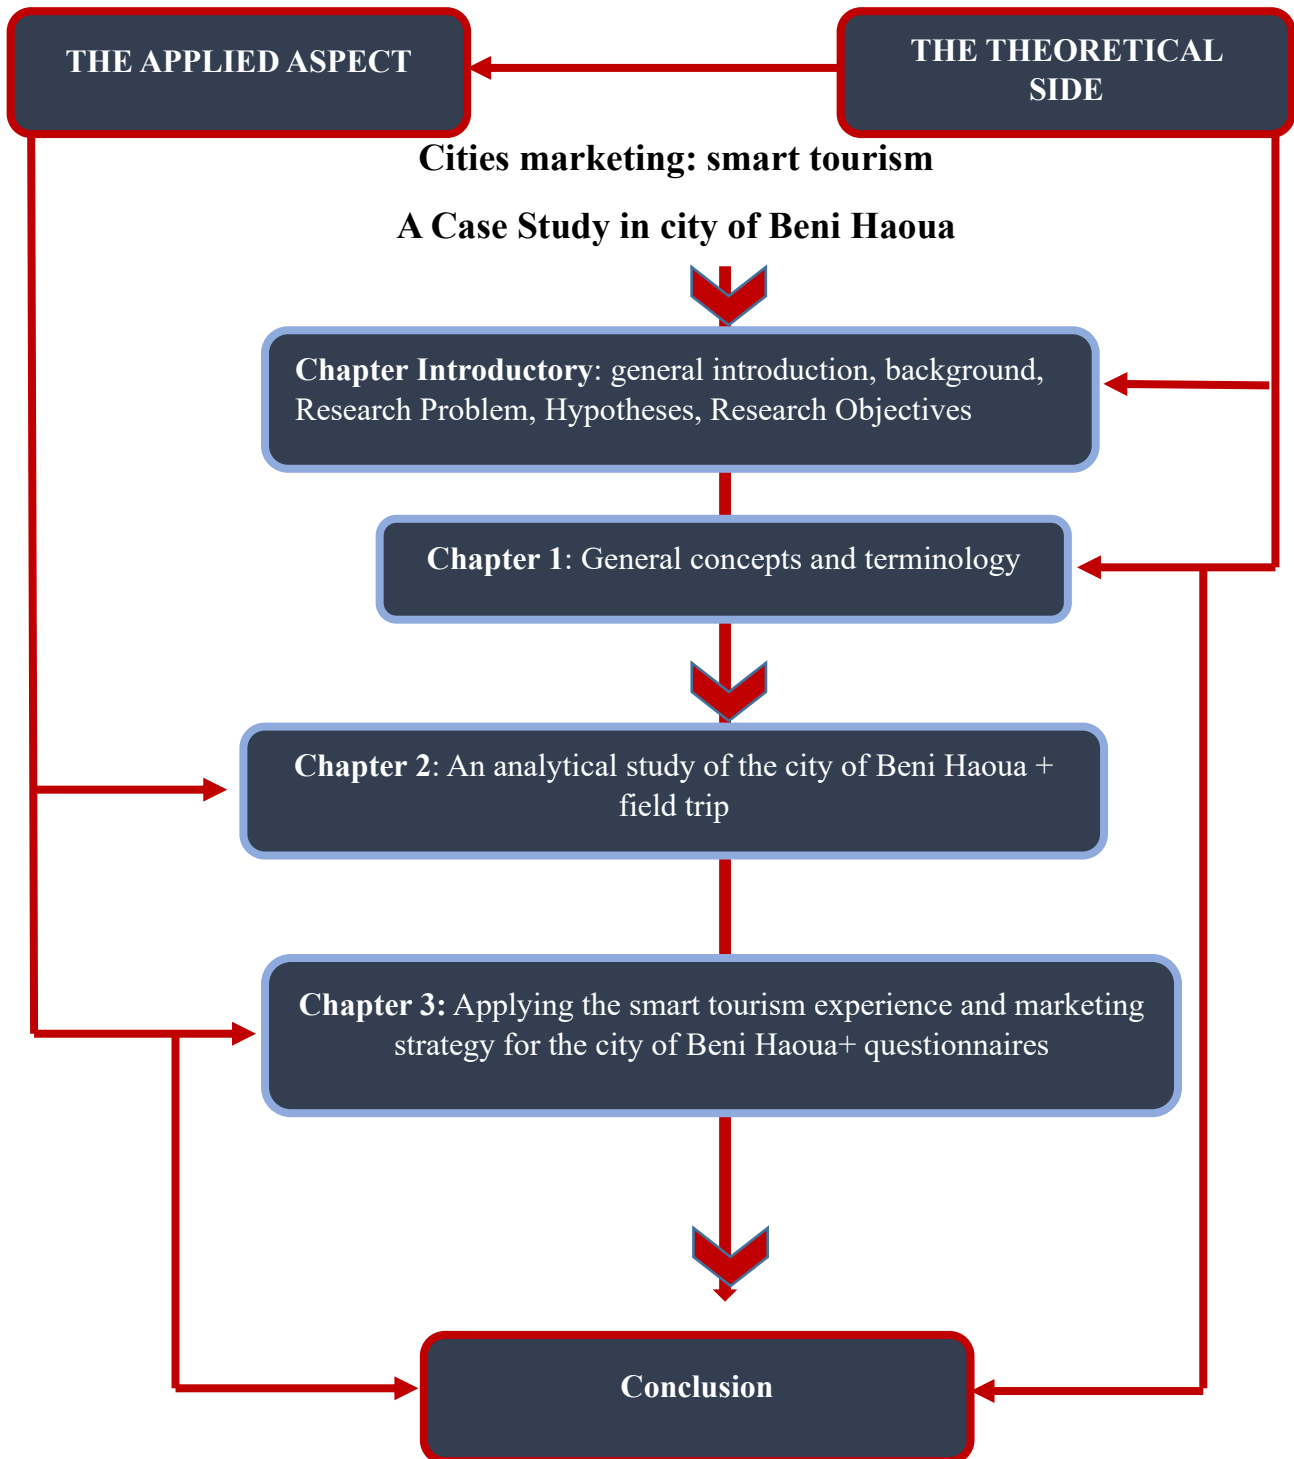 THE APPLIED ASPECT
THE THEORETICAL
SIDE
Cities marketing: smart tourism
A Case Study in city of Beni Haoua
Chapter Introductory: general introduction, background,
Research Problem, Hypotheses, Research Objectives
Chapter 1: General concepts and terminology
Chapter 2: An analytical study of the city of Beni Haoua +
field trip
Chapter 3: Applying the smart tourism experience and marketing
strategy for the city of Beni Haoua+ questionnaires
Conclusion